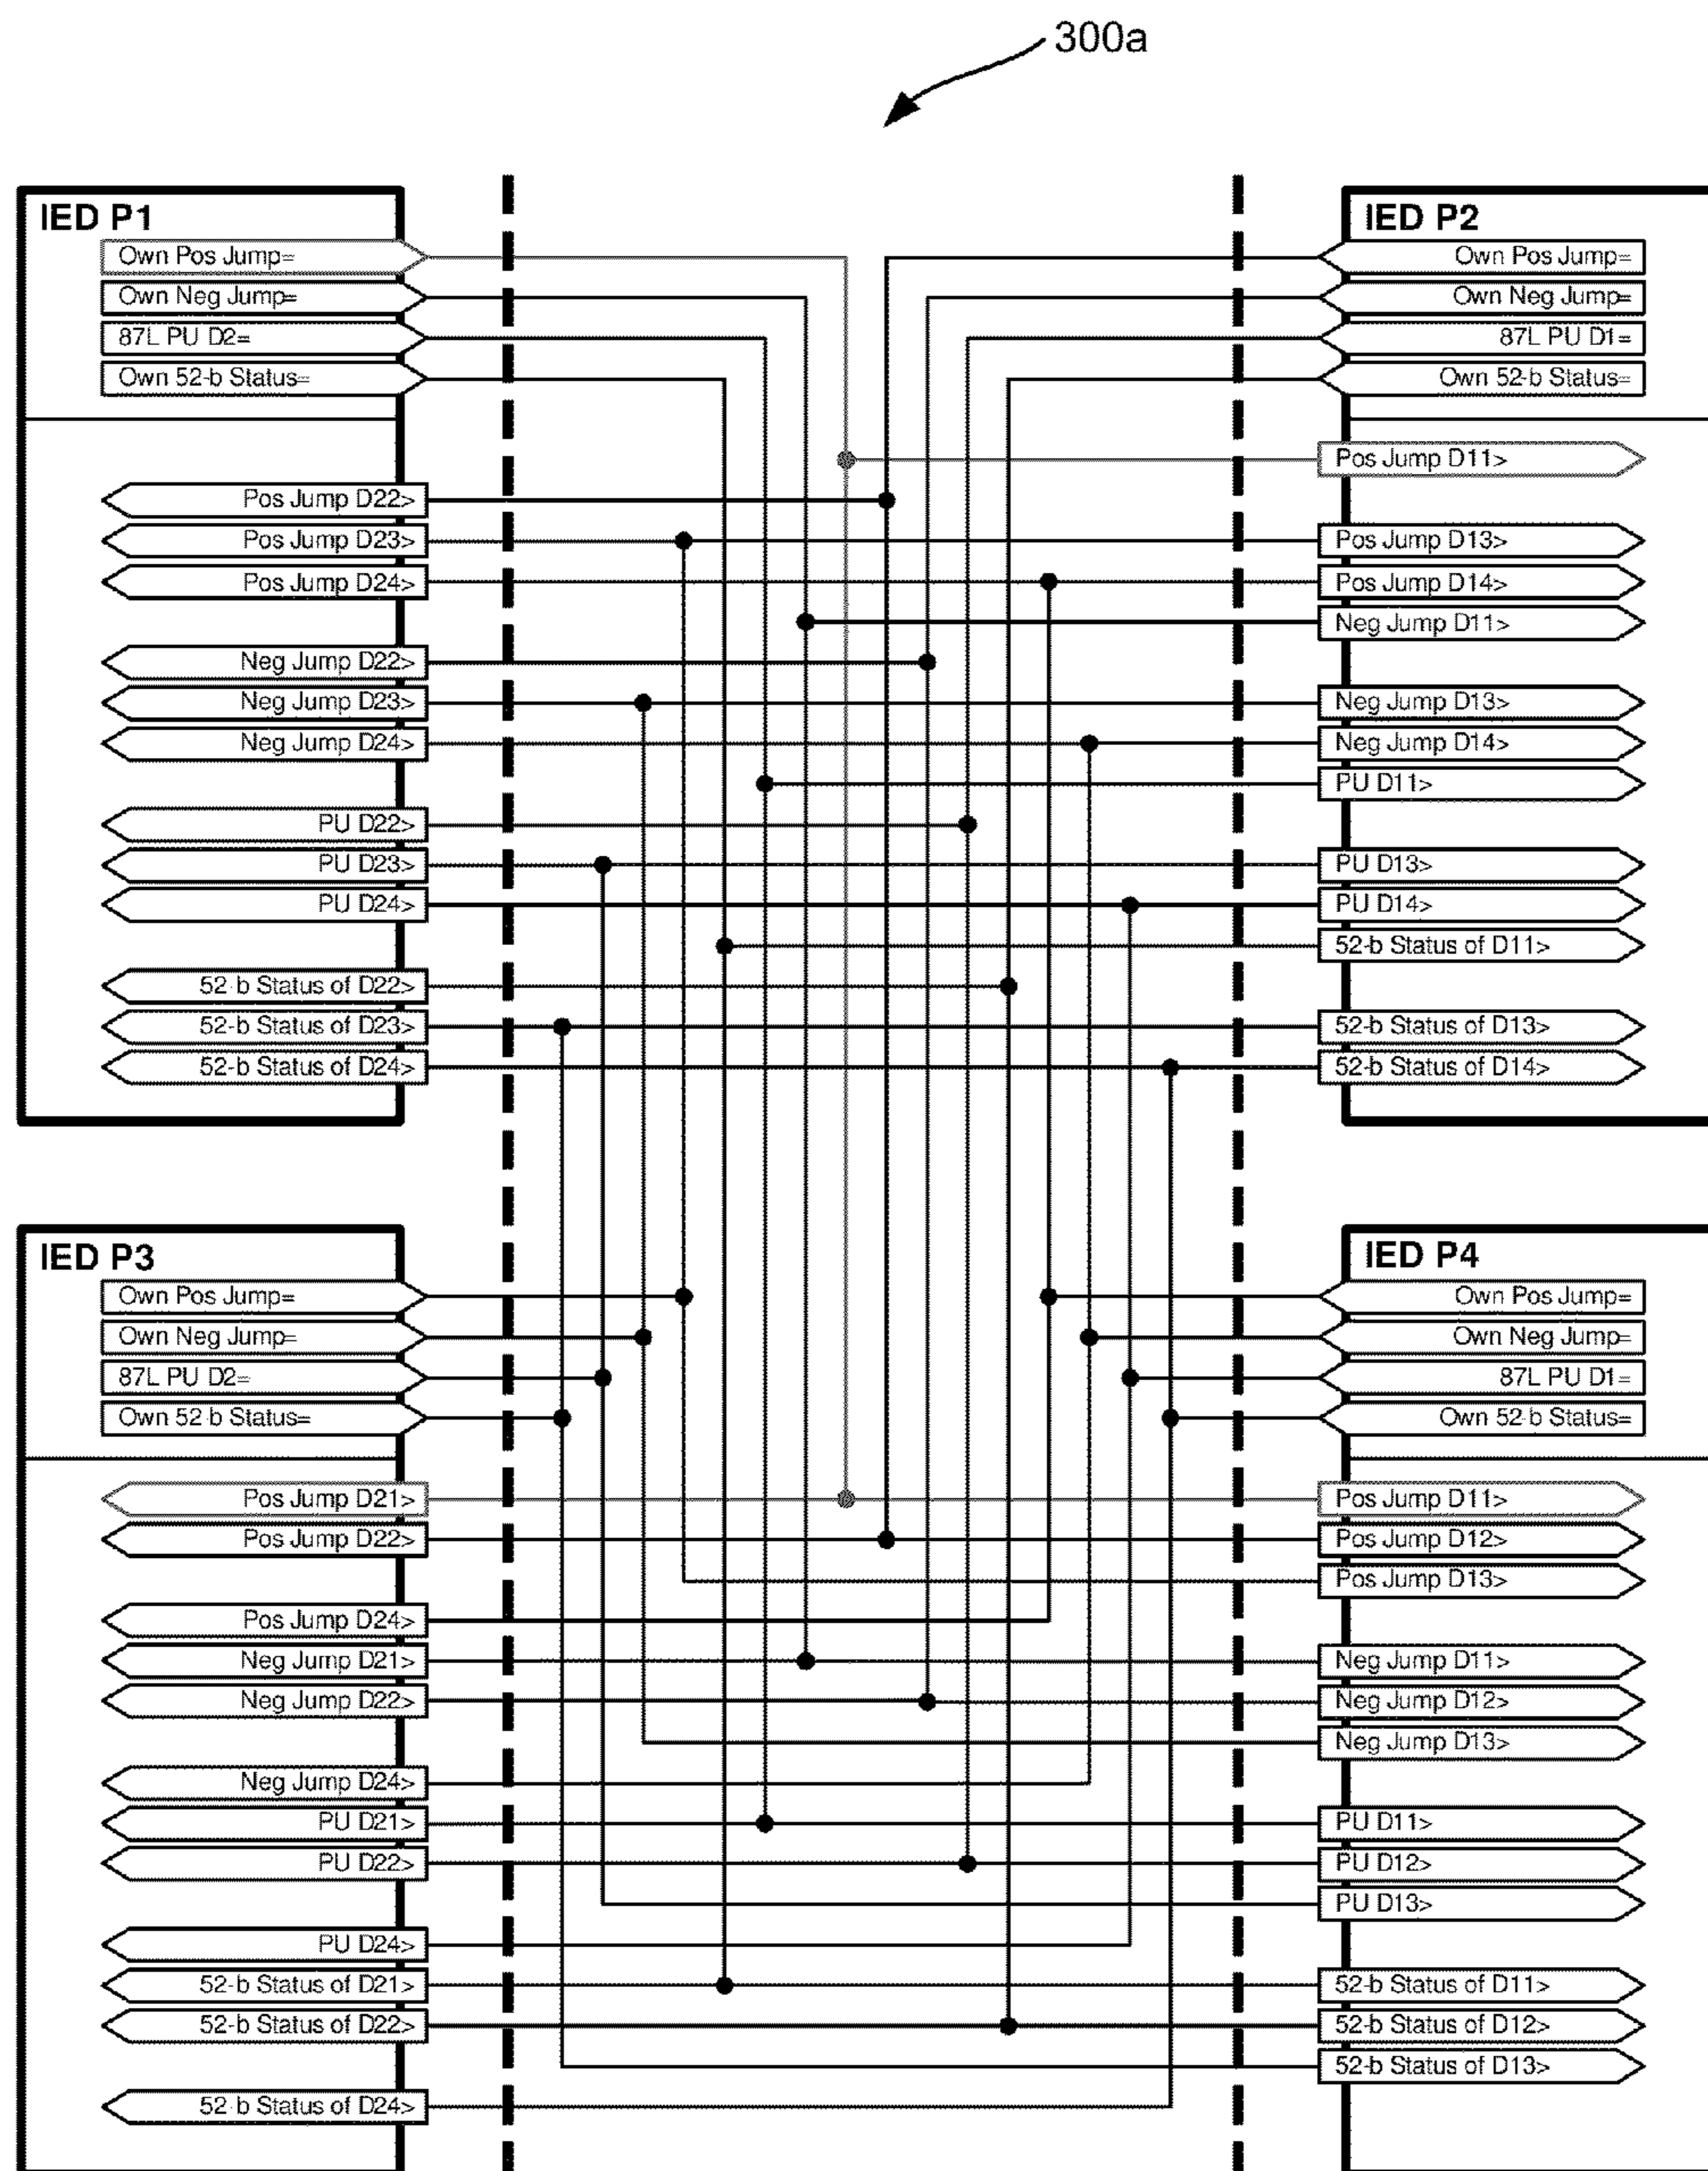 300a
IED P1
Own Pos Jump=
Own Neg Jump=
87L PU D2=
Own 52-b Status=
Pos Jump D22>
Pos Jump D23>
Pos Jump D24>
Neg Jump D22>
Neg Jump D23>
Neg Jump D24>
PU D22>
PU D23>
PU D24>
52-b Status of D22>
52-b Status of D23>
52-b Status of D24>
IED P2
Own Pos Jump=
Own Neg Jump=
87L PU D1=
Own 52-b Status=
Pos Jump D11>
Pos Jump D13>
Pos Jump D14>
Neg Jump D11>
Neg Jump D13>
Neg Jump D14>
PU D11>
PU D13>
PU D14>
52-b Status of D11>
52-b Status of D13>
52-b Status of D14>
IED P3
Own Pos Jump=
Own Neg Jump=
87L PU D2=
Own 52-b Status=
Pos Jump D21>
Pos Jump D22>
Pos Jump D24>
Neg Jump D21>
Neg Jump D22>
Neg Jump D24>
PU D21>
PU D22>
PU D24>
52-b Status of D21>
52-b Status of D22>
52-b Status of D24>
IED P4
Own Pos Jump=
Own Neg Jump=
87L PU D1=
Own 52-b Status=
Pos Jump D11>
Pos Jump D12>
Pos Jump D13>
Neg Jump D11>
Neg Jump D12>
Neg Jump D13>
PU D11>
PU D12>
PU D13>
52-b Status of D11>
52-b Status of D12>
52-b Status of D13>